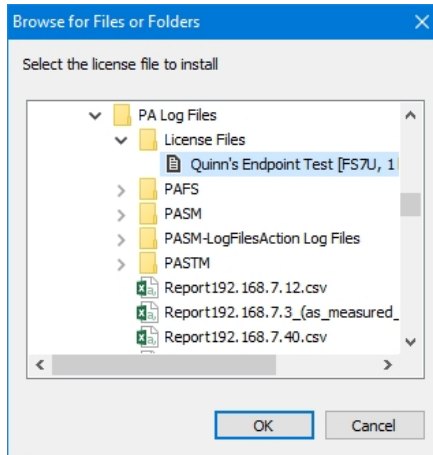 Browse for Files or Folders
Select the license file to install
PA Log Files
License Files
Quinn's Endpoint Test [FS7U, 1
PAFS
PASM
PASM-LogFilesAction Log Files
PASTM
Report192.168.7.12.csv
Report192.168.7.3_(as_measured_
Report192.168.7.40.csv
OK Cancel